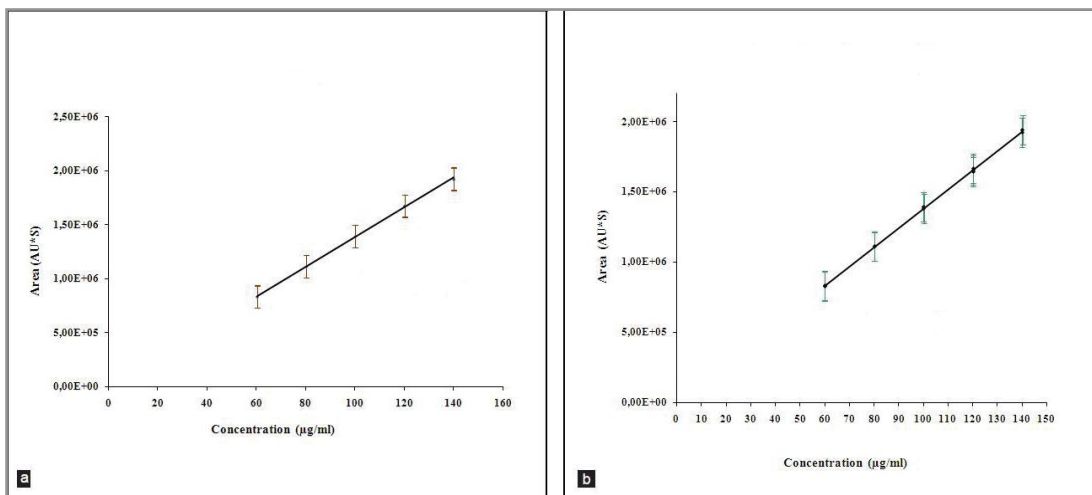 2,50E+06
2,00E+06
1,50E+06
1,00E+06
5,00E+05
0,00E+00
Area (AU*S)
0 20 40 60 80 100 120 140 160
Concentration (µg/ml)
a
2,00E+06
1,50E+06
1,00E+06
5,00E+05
0,00E+00
Area (AU*S)
0 10 20 30 40 50 60 70 80 90 100 110 120 130 140 150
Concentration (µg/ml)
b